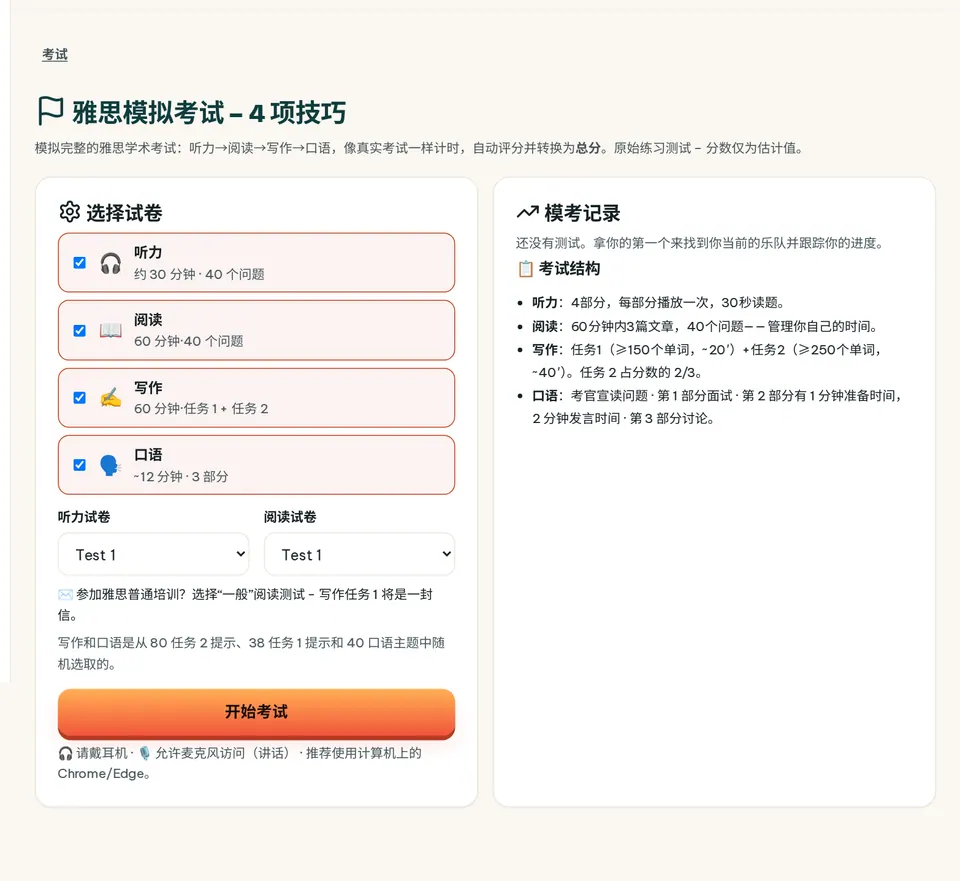 考试
雅思模拟考试 – 4 项技巧
模拟完整的雅思学术考试：听力→阅读→写作→口语，像真实考试一样计时，自动评分并转换为总分。原始练习测试 – 分数仅为估计值。
选择试卷
听力
约 30 分钟 · 40 个问题
阅读
60 分钟·40 个问题
写作
60 分钟·任务 1 + 任务 2
口语
~12 分钟 · 3 部分
听力试卷
阅读试卷
Test 1
Test 1
✉️ 参加雅思普通培训？选择“一般”阅读测试 – 写作任务 1 将是一封
信。
写作和口语是从 80 任务 2 提示、38 任务 1 提示和 40 口语主题中随
机选取的。
开始考试
🎧 请戴耳机 · 🎙️ 允许麦克风访问（讲话） · 推荐使用计算机上的
Chrome/Edge。
模考记录
还没有测试。拿你的第一个来找到你当前的乐队并跟踪你的进度。
📋 考试结构
听力：4部分，每部分播放一次，30秒读题。
阅读：60分钟内3篇文章，40个问题——管理你自己的时间。
写作：任务1（≥150个单词，~20′）+任务2（≥250个单词，
~40′）。任务 2 占分数的 2/3。
口语：考官宣读问题 · 第 1 部分面试 · 第 2 部分有 1 分钟准备时间，
2 分钟发言时间 · 第 3 部分讨论。